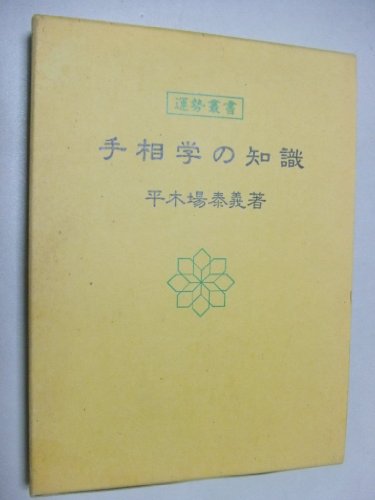 運勢叢書
手相学の知識
平木場泰義著